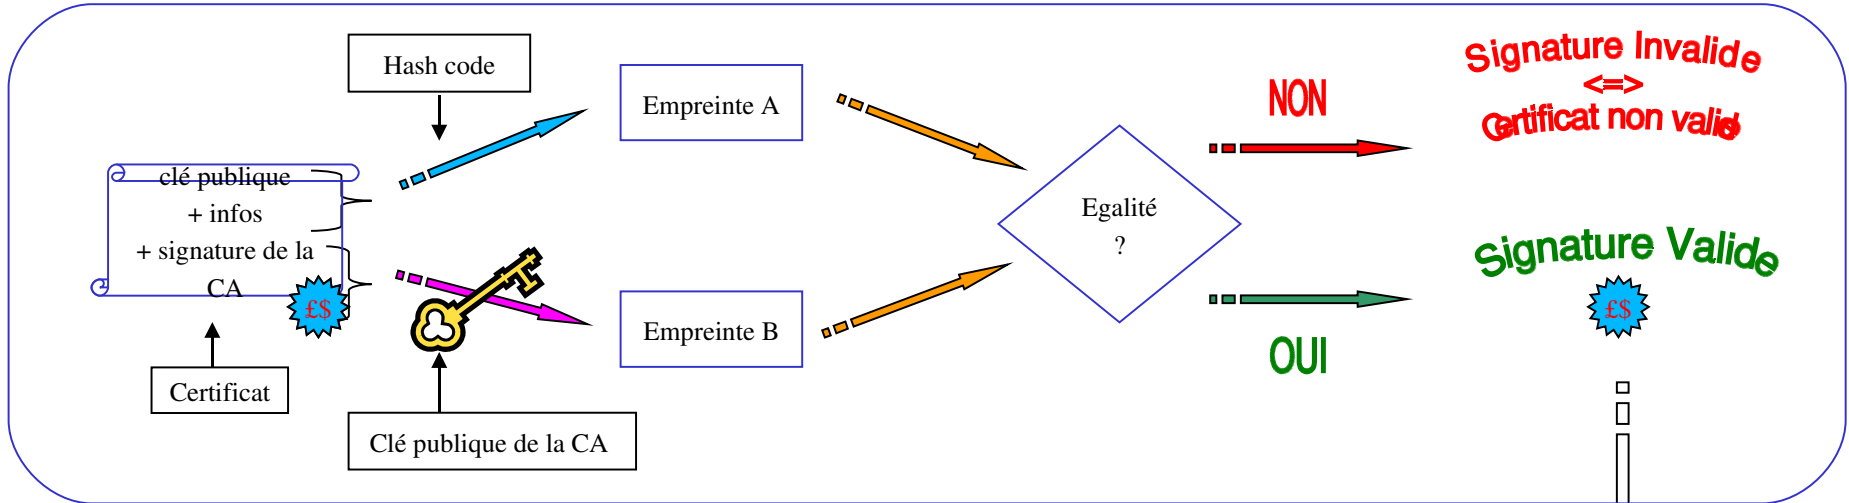 Hash code
Empreinte A
clé publique
+ infos
+ signature de la
CA
£$
Certificat
Clé publique de la CA
Empreinte B
Egalité
?
NON
Signature Invalide
<=>
Certificat non valide
OUI
Signature Valide
£$